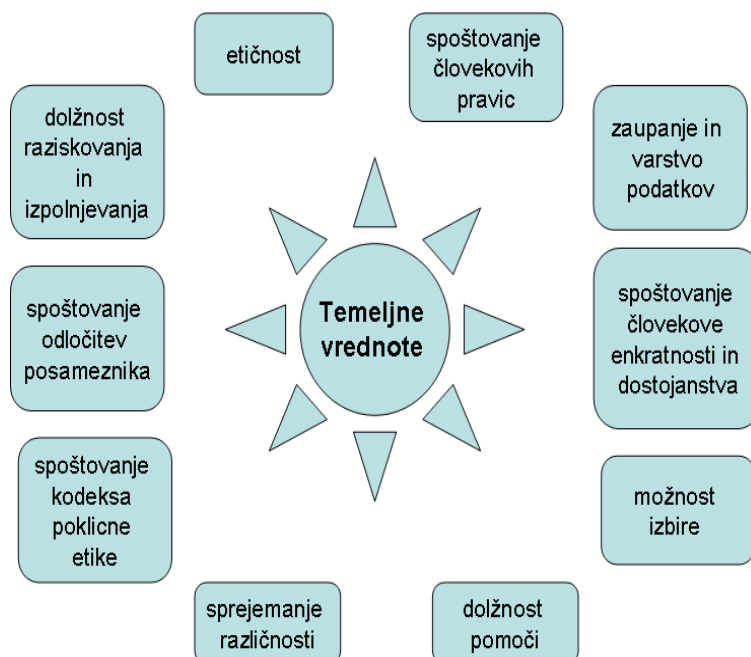 etičnost
spoštovanje
človekovih
pravic
dolžnost
raziskovanja
in
izpolnjevanja
zaupanje in
varstvo
podatkov
Temeljne
vrednote
spoštovanje
odločitev
posameznika
spoštovanje
človekove
enkratnosti in
dostojanstva
spoštovanje
kodeksa
poklicne
etike
možnost
izbire
sprejemanje
različnosti
dolžnost
pomoči